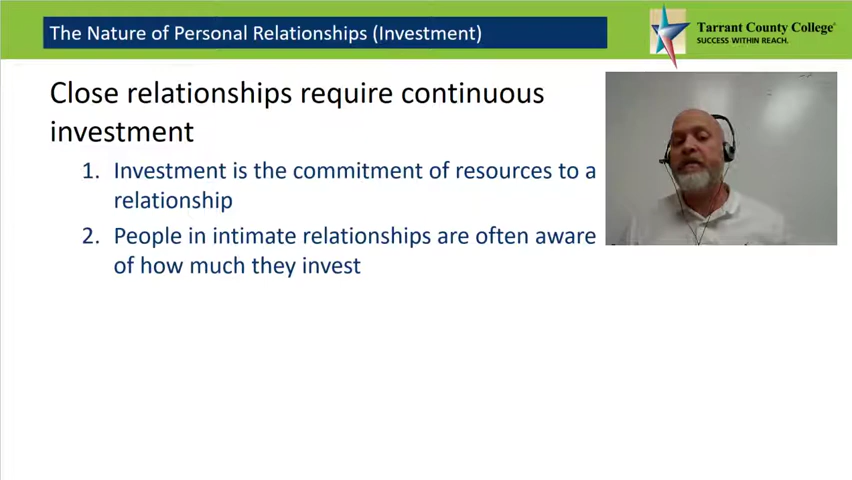 The Nature of Personal Relationships (Investment)
Tarrant County College®
SUCCESS WITHIN REACH.
Close relationships require continuous
investment
1. Investment is the commitment of resources to a
relationship
2. People in intimate relationships are often aware
of how much they invest